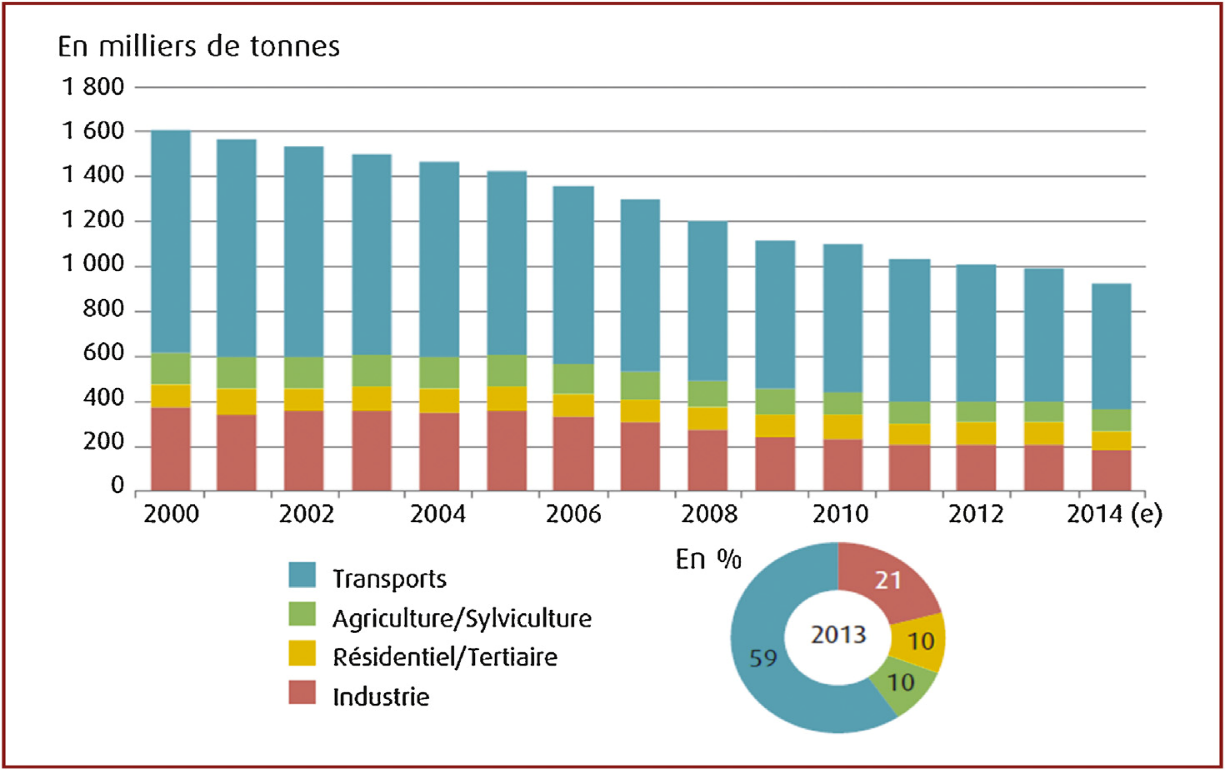 En milliers de tonnes
1 800
1 600
1 400
1 200
1 000
800
600
400
200
0
2000 2002 2004 2006 2008 2010 2012 2014 (e)
En %
21
10
10
59
2013
Transports
Agriculture/Sylviculture
Résidentiel/Tertiaire
Industrie